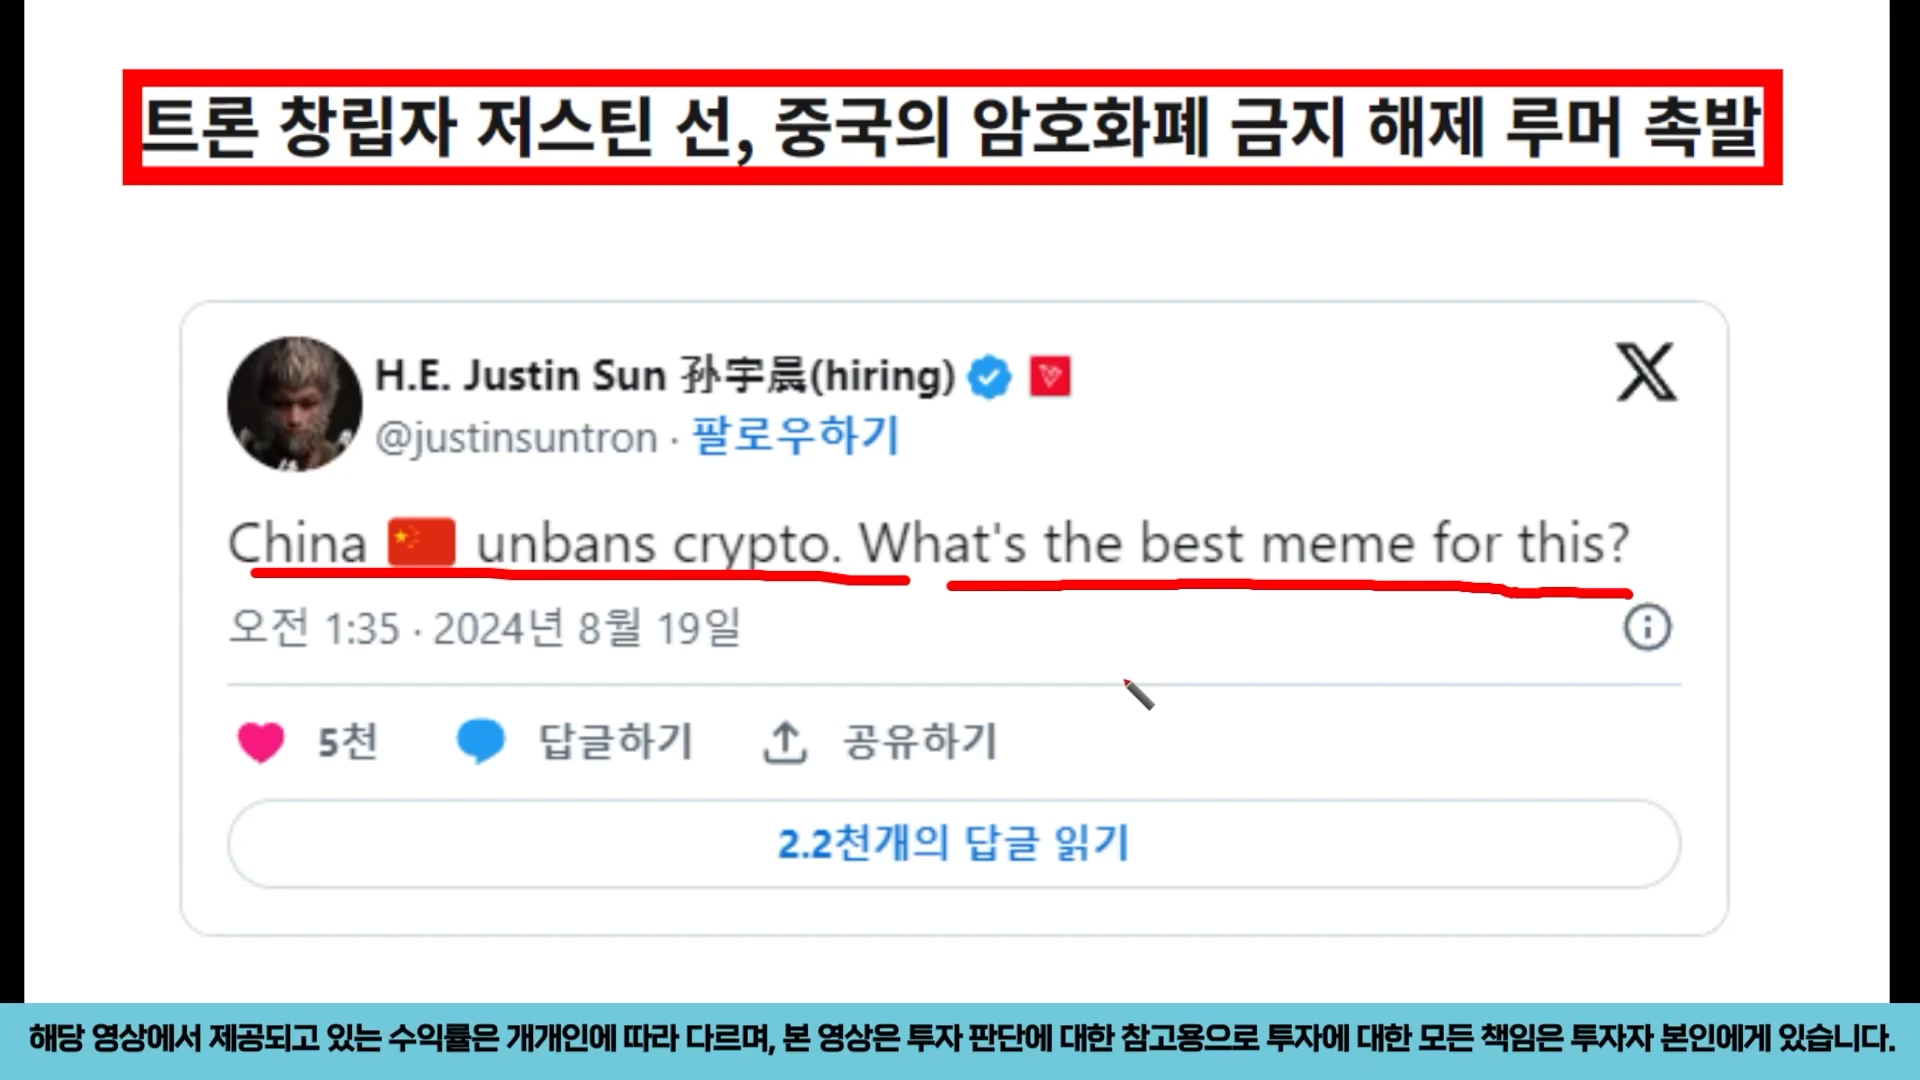 트론 창립자 저스틴 선, 중국의 암호화폐 금지 해제 루머 촉발
H.E. Justin Sun 孙宇晨(hiring)
@justinsuntron · 팔로우하기
China 🇨🇳 unbans crypto. What's the best meme for this?
오전 1:35 · 2024년 8월 19일
5천 답글하기 공유하기
2.2천개의 답글 읽기
해당 영상에서 제공되고 있는 수익률은 개개인에 따라 다르며, 본 영상은 투자 판단에 대한 참고용으로 투자에 대한 모든 책임은 투자자 본인에게 있습니다.